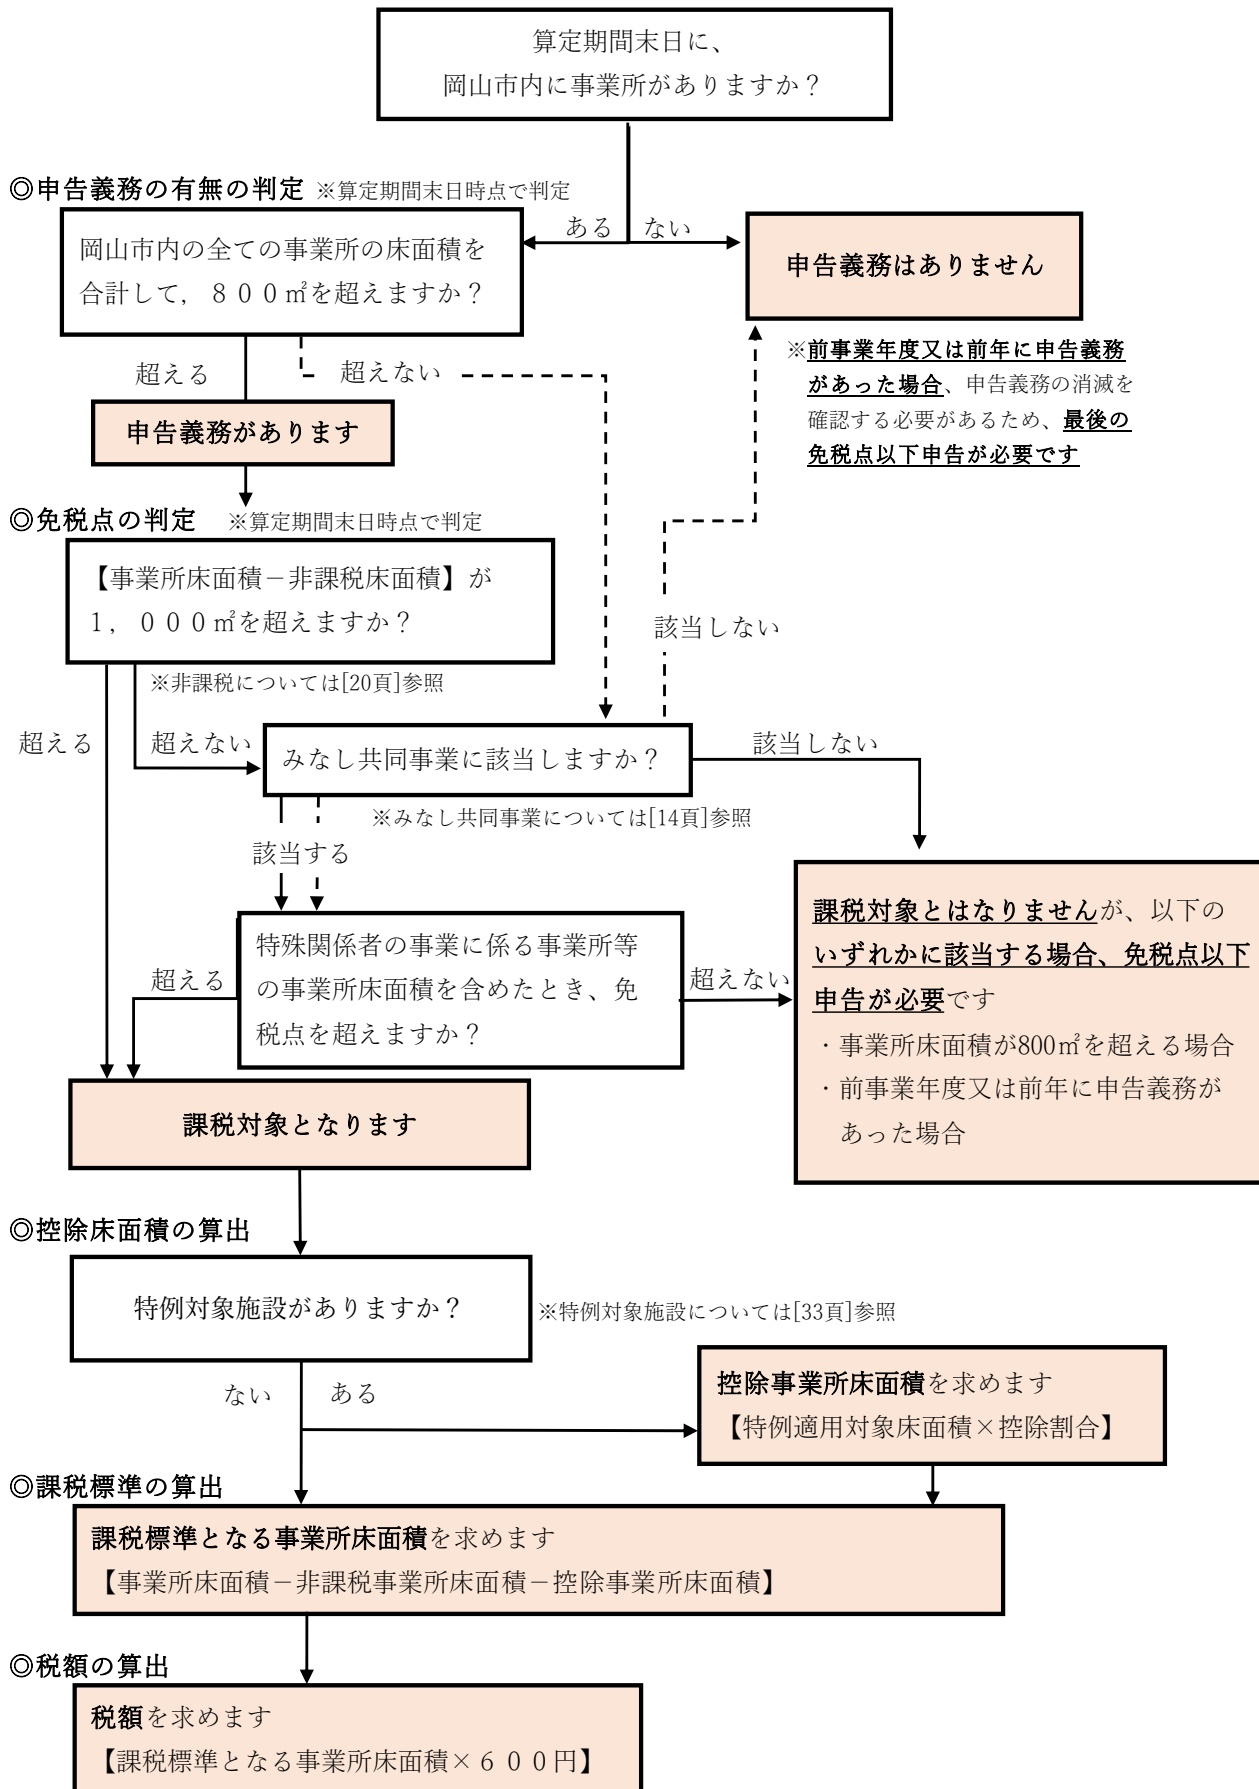 算定期間末日に、
岡山市内に事業所がありますか？
◎申告義務の有無の判定 ※算定期間末日時点で判定
ある ない
岡山市内の全ての事業所の床面積を
合計して，８００㎡を超えますか？
申告義務はありません
※前事業年度又は前年に申告義務
があった場合、申告義務の消滅を
確認する必要があるため、最後の
免税点以下申告が必要です
超える 超えない
申告義務があります
◎免税点の判定 ※算定期間末日時点で判定
【事業所床面積－非課税床面積】が
１，０００㎡を超えますか？
該当しない
※非課税については[20頁]参照
超える 超えない
みなし共同事業に該当しますか？
該当しない
※みなし共同事業については[14頁]参照
該当する
特殊関係者の事業に係る事業所等
の事業所床面積を含めたとき、免
税点を超えますか？
超える
超えない
課税対象とはなりませんが、以下の
いずれかに該当する場合、免税点以下
申告が必要です
・事業所床面積が800㎡を超える場合
・前事業年度又は前年に申告義務が
あった場合
課税対象となります
◎控除床面積の算出
特例対象施設がありますか？
※特例対象施設については[33頁]参照
ない ある
控除事業所床面積を求めます
【特例適用対象床面積×控除割合】
◎課税標準の算出
課税標準となる事業所床面積を求めます
【事業所床面積－非課税事業所床面積－控除事業所床面積】
◎税額の算出
税額を求めます
【課税標準となる事業所床面積×６００円】